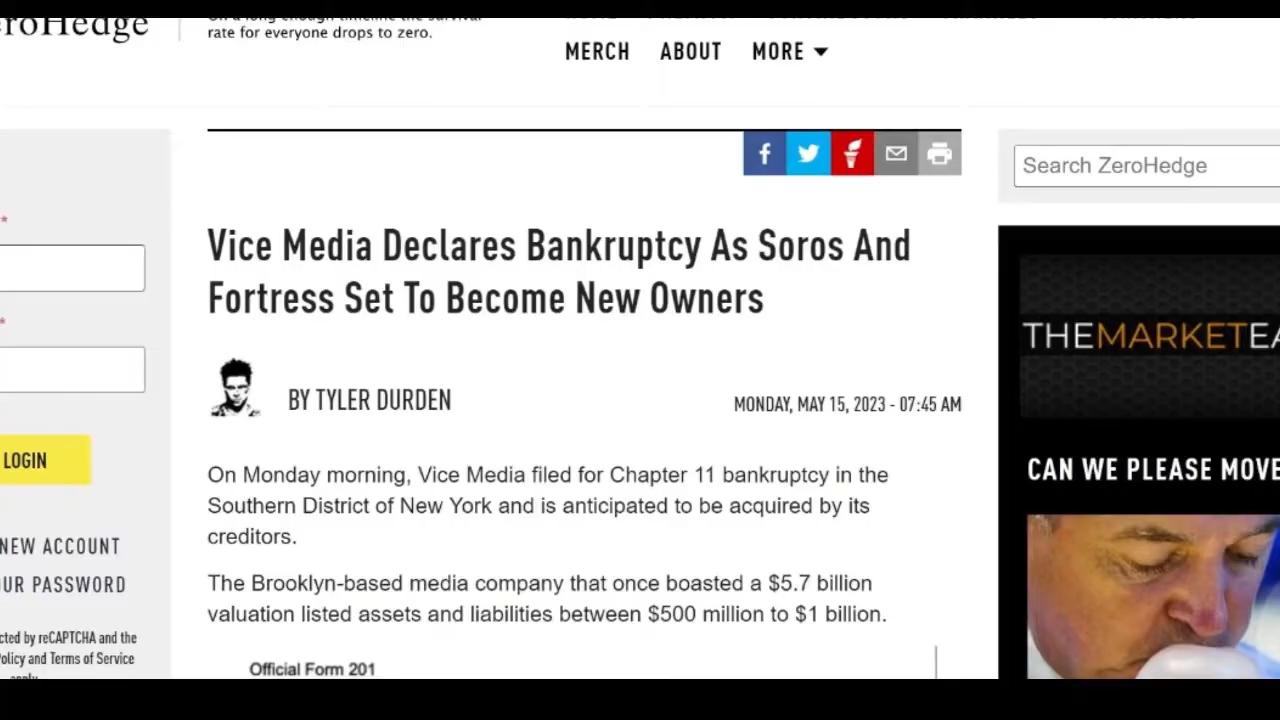 eroHedge
rate for everyone drops to zero.
MERCH ABOUT MORE
Search ZeroHedge
*
Vice Media Declares Bankruptcy As Soros And
Fortress Set To Become New Owners
*
BY TYLER DURDEN
MONDAY, MAY 15, 2023 - 07:45 AM
LOGIN
On Monday morning, Vice Media filed for Chapter 11 bankruptcy in the
Southern District of New York and is anticipated to be acquired by its
creditors.
NEW ACCOUNT
OUR PASSWORD
The Brooklyn-based media company that once boasted a $5.7 billion
valuation listed assets and liabilities between $500 million to $1 billion.
cted by reCAPTCHA and the
Policy and Terms of Service
Official Form 201
THEMARKETEA
CAN WE PLEASE MOVE